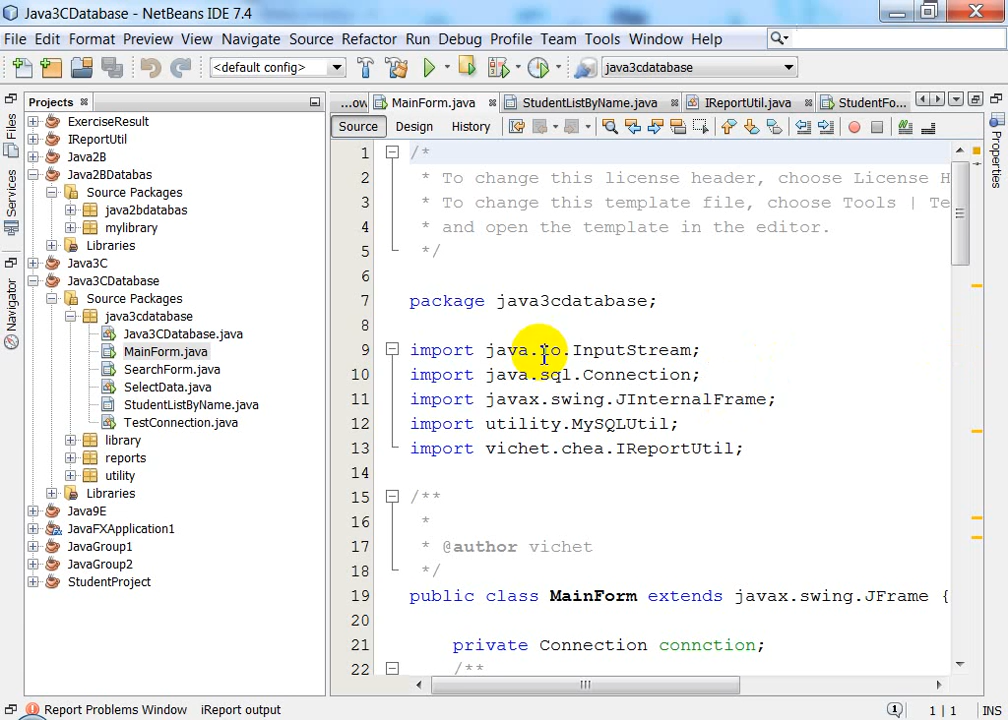 Java3CDatabase - NetBeans IDE 7.4
File Edit Format Preview View Navigate Source Refactor Run Debug Profile Team Tools Window Help
<default config> java3cdatabase
Projects
...ow MainForm.java StudentListByName.java IReportUtil.java StudentFo...
Source Design History
Files
Services
Navigator
Properties
ExerciseResult
IReportUtil
Java2B
Java2BDatabas
Source Packages
java2bdatabas
mylibrary
Libraries
Java3C
Java3CDatabase
Source Packages
java3cdatabase
Java3CDatabase.java
MainForm.java
SearchForm.java
SelectData.java
StudentListByName.java
TestConnection.java
library
reports
utility
Libraries
Java9E
JavaFXApplication1
JavaGroup1
JavaGroup2
StudentProject
1 /*
2 * To change this license header, choose License H
3 * To change this template file, choose Tools | Te
4 * and open the template in the editor.
5 */
6
7 package java3cdatabase;
8
9 import java.io.InputStream;
10 import java.sql.Connection;
11 import javax.swing.JInternalFrame;
12 import utility.MySQLUtil;
13 import vichet.chea.IReportUtil;
14
15 /**
16 *
17 * @author vichet
18 */
19 public class MainForm extends javax.swing.JFrame {
20
21 private Connection connction;
22 /**
Report Problems Window iReport output 1 | 1 INS